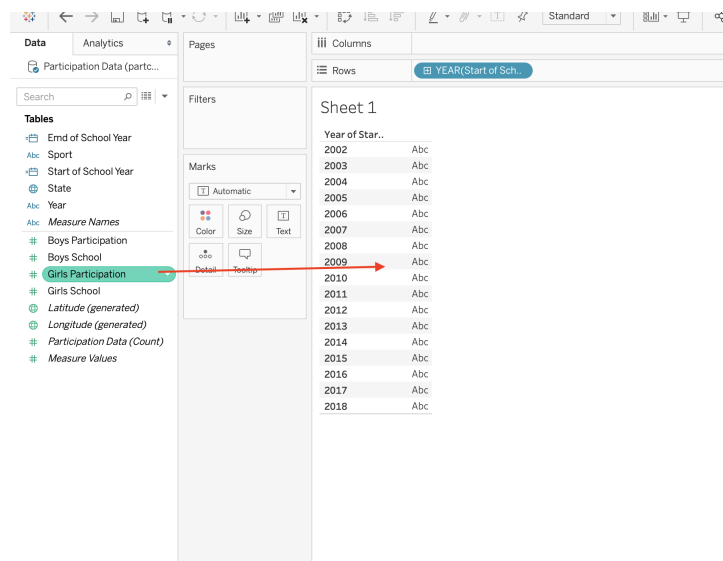 Standard
Data
Analytics
Participation Data (partc...
Search
Tables
Emd of School Year
Abc Sport
Start of School Year
State
Abc Year
Abc Measure Names
# Boys Participation
# Boys School
# Girls Participation
# Girls School
Latitude (generated)
Longitude (generated)
# Participation Data (Count)
# Measure Values
Pages
Filters
Marks
T Automatic
Color Size T Text
Detail Tooltip
iii Columns
Rows
YEAR(Start of Sch..
Sheet 1
Year of Star..
2002 Abc
2003 Abc
2004 Abc
2005 Abc
2006 Abc
2007 Abc
2008 Abc
2009 Abc
2010 Abc
2011 Abc
2012 Abc
2013 Abc
2014 Abc
2015 Abc
2016 Abc
2017 Abc
2018 Abc